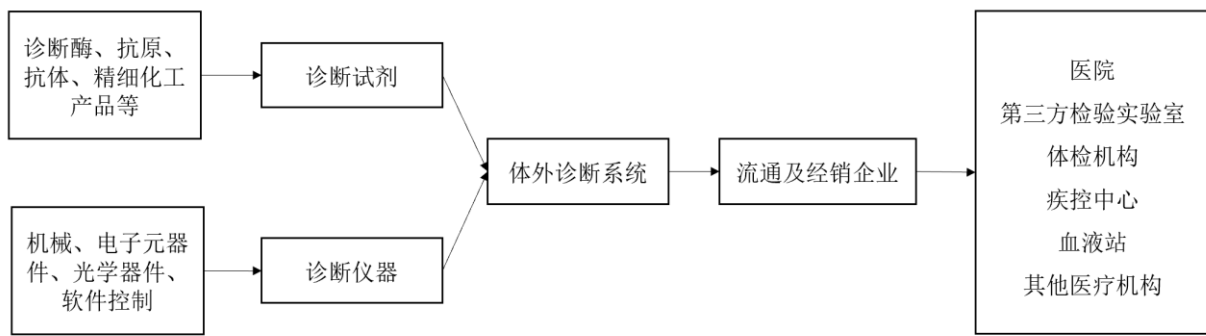 诊断酶、抗原、
抗体、精细化工
产品等
诊断试剂
机械、电子元器
件、光学器件、
软件控制
诊断仪器
体外诊断系统
流通及经销企业
医院
第三方检验实验室
体检机构
疾控中心
血液站
其他医疗机构